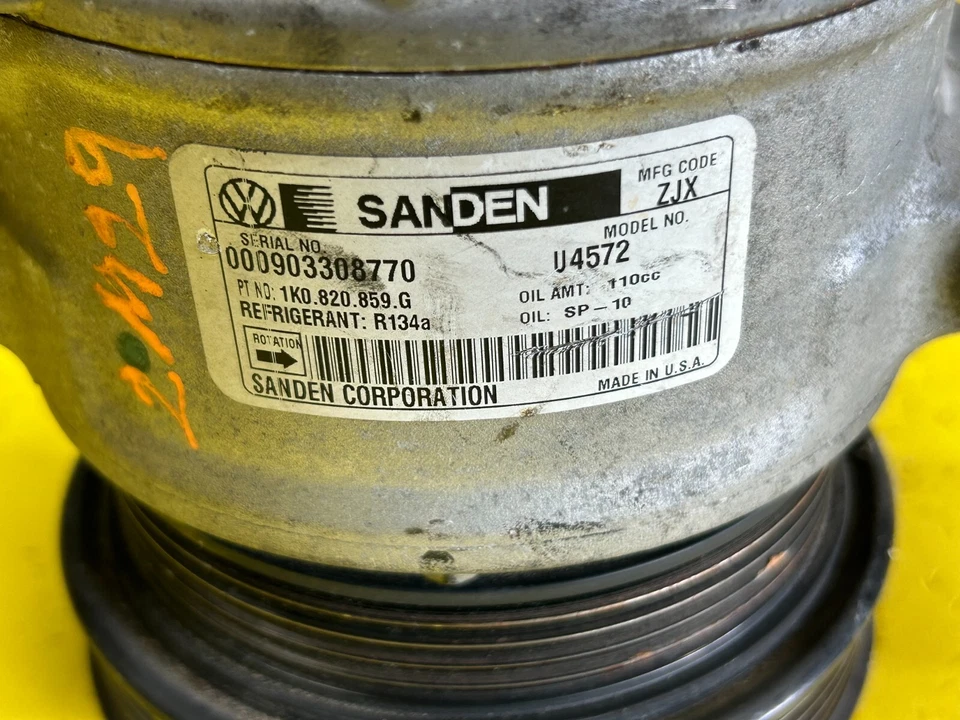 SANDEN
MFG CODE
ZJX
SERIAL NO.
000903308770
MODEL NO.
U4572
PT NO: 1K0.820.859.G
OIL AMT: 110cc
REFRIGERANT: R134a
OIL: SP-10
ROTATION
SANDEN CORPORATION
MADE IN U.S.A.